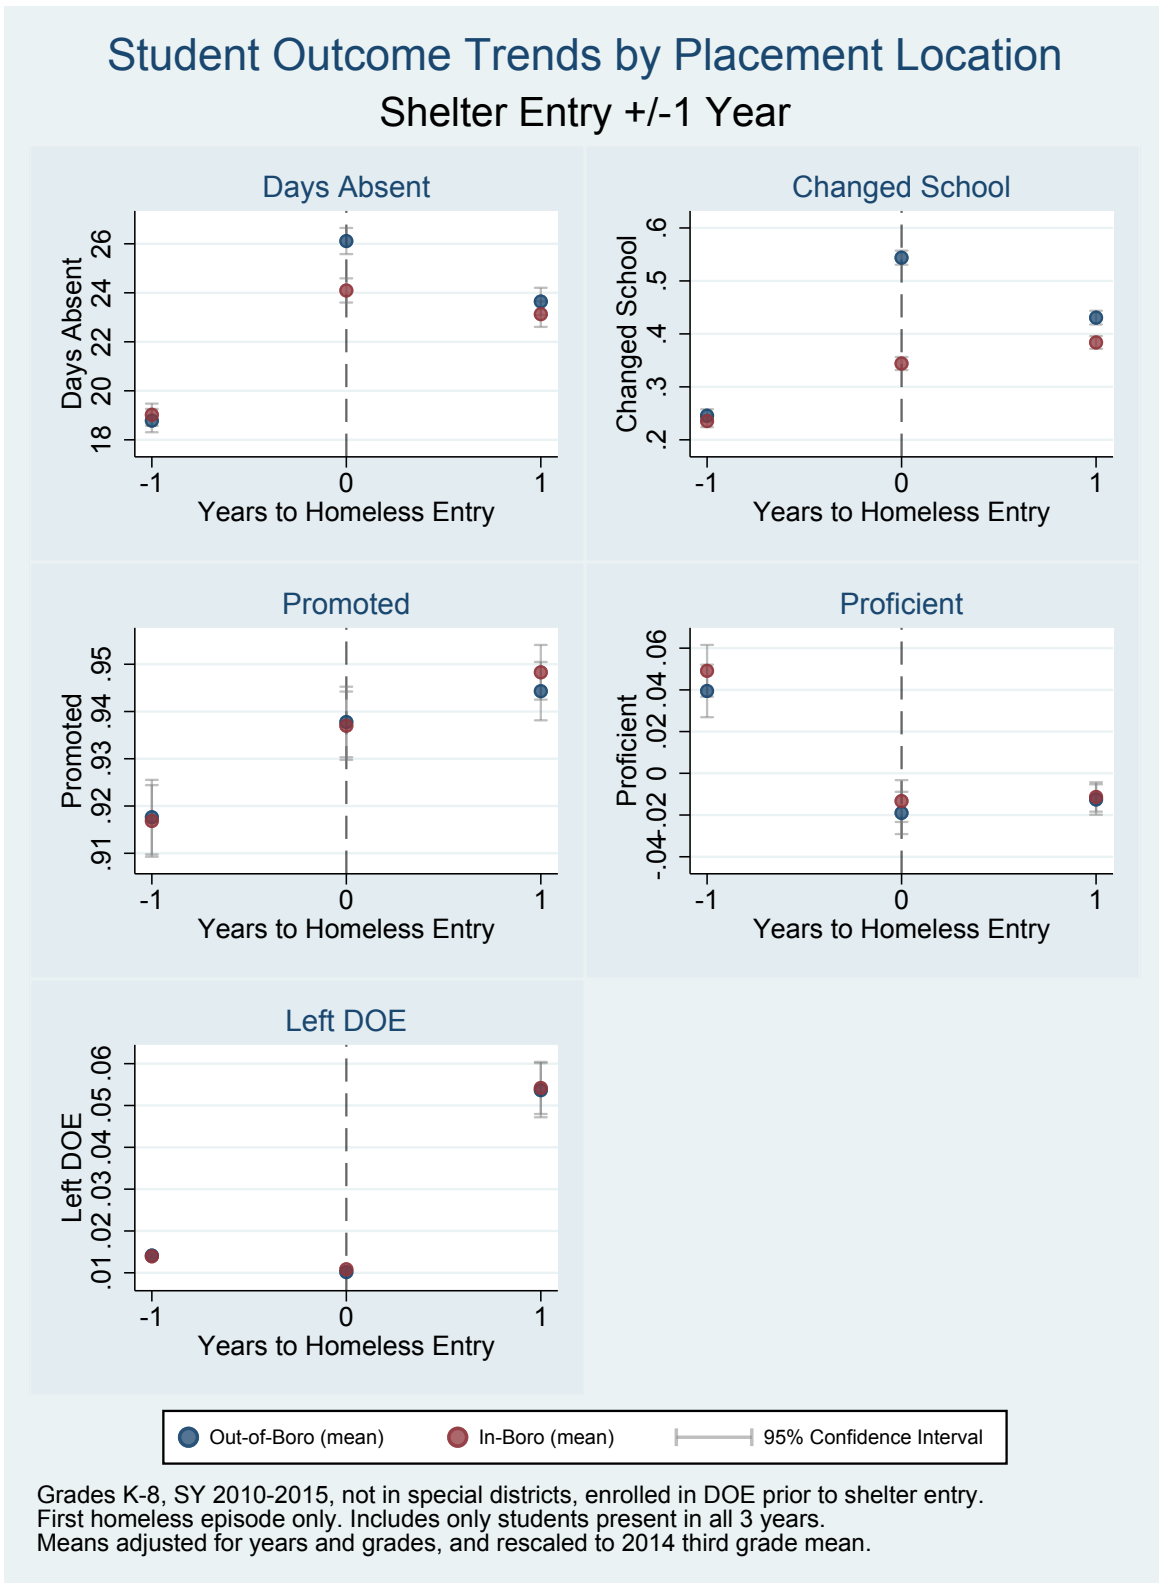 Student Outcome Trends by Placement Location
Shelter Entry +/-1 Year
Days Absent
Days Absent
26
24
22
20
18
-1 0 1
Years to Homeless Entry
Changed School
Changed School
.6
.5
.4
.3
.2
-1 0 1
Years to Homeless Entry
Promoted
Promoted
.95
.94
.93
.92
.91
-1 0 1
Years to Homeless Entry
Proficient
Proficient
.06
.04
.02
0
-.02
-.04
-1 0 1
Years to Homeless Entry
Left DOE
Left DOE
.06
.05
.04
.03
.02
.01
-1 0 1
Years to Homeless Entry
Out-of-Boro (mean) In-Boro (mean) 95% Confidence Interval
Grades K-8, SY 2010-2015, not in special districts, enrolled in DOE prior to shelter entry.
First homeless episode only. Includes only students present in all 3 years.
Means adjusted for years and grades, and rescaled to 2014 third grade mean.